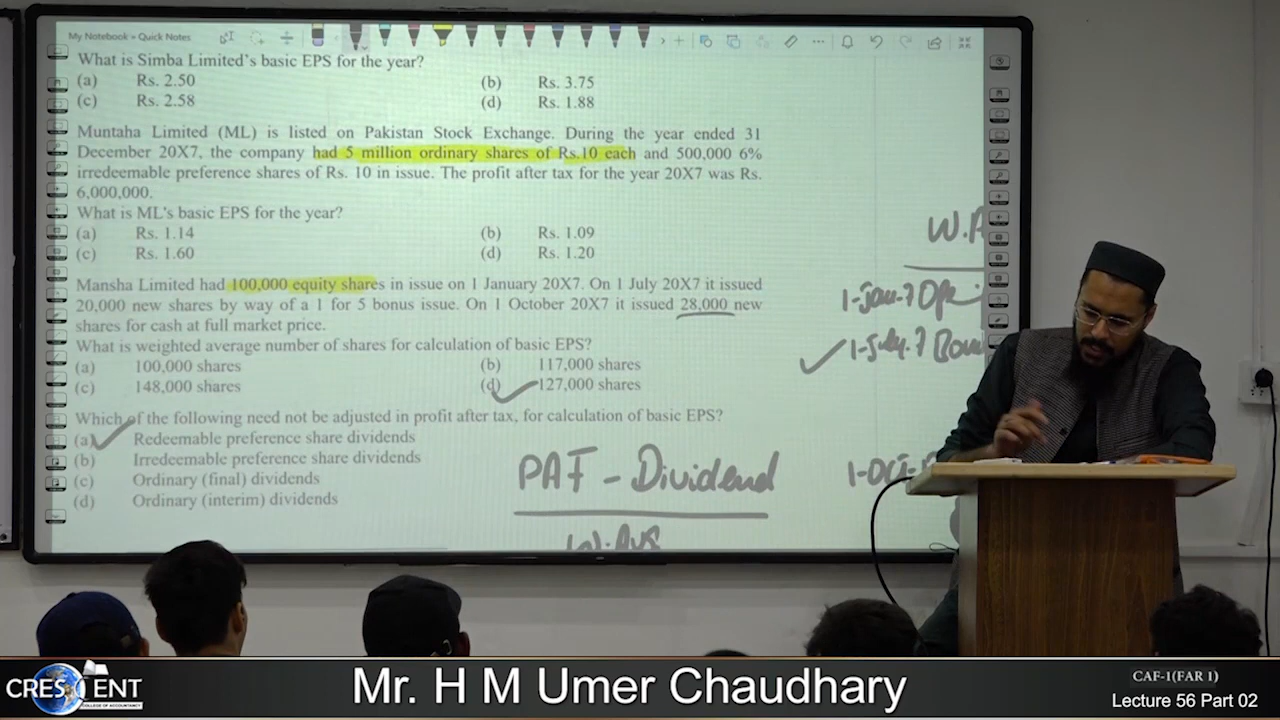 My Notebook » Quick Notes
What is Simba Limited's basic EPS for the year?
(a) Rs. 2.50 (b) Rs. 3.75
(c) Rs. 2.58 (d) Rs. 1.88
Muntaha Limited (ML) is listed on Pakistan Stock Exchange. During the year ended 31
December 20X7, the company had 5 million ordinary shares of Rs.10 each and 500,000 6%
irredeemable preference shares of Rs. 10 in issue. The profit after tax for the year 20X7 was Rs.
6,000,000.
What is ML's basic EPS for the year?
(a) Rs. 1.14 (b) Rs. 1.09
(c) Rs. 1.60 (d) Rs. 1.20
Mansha Limited had 100,000 equity shares in issue on 1 January 20X7. On 1 July 20X7 it issued
20,000 new shares by way of a 1 for 5 bonus issue. On 1 October 20X7 it issued 28,000 new
shares for cash at full market price.
What is weighted average number of shares for calculation of basic EPS?
(a) 100,000 shares (b) 117,000 shares
(c) 148,000 shares (d) 127,000 shares
Which of the following need not be adjusted in profit after tax, for calculation of basic EPS?
(a) Redeemable preference share dividends
(b) Irredeemable preference share dividends
(c) Ordinary (final) dividends
(d) Ordinary (interim) dividends
PAT - Dividend
W.Avg
W.A
1-Jan-7
1-July-7
1-Oct-
CRESCENT
COLLEGE OF ACCOUNTANCY
Mr. H M Umer Chaudhary
CAF-1(FAR 1)
Lecture 56 Part 02